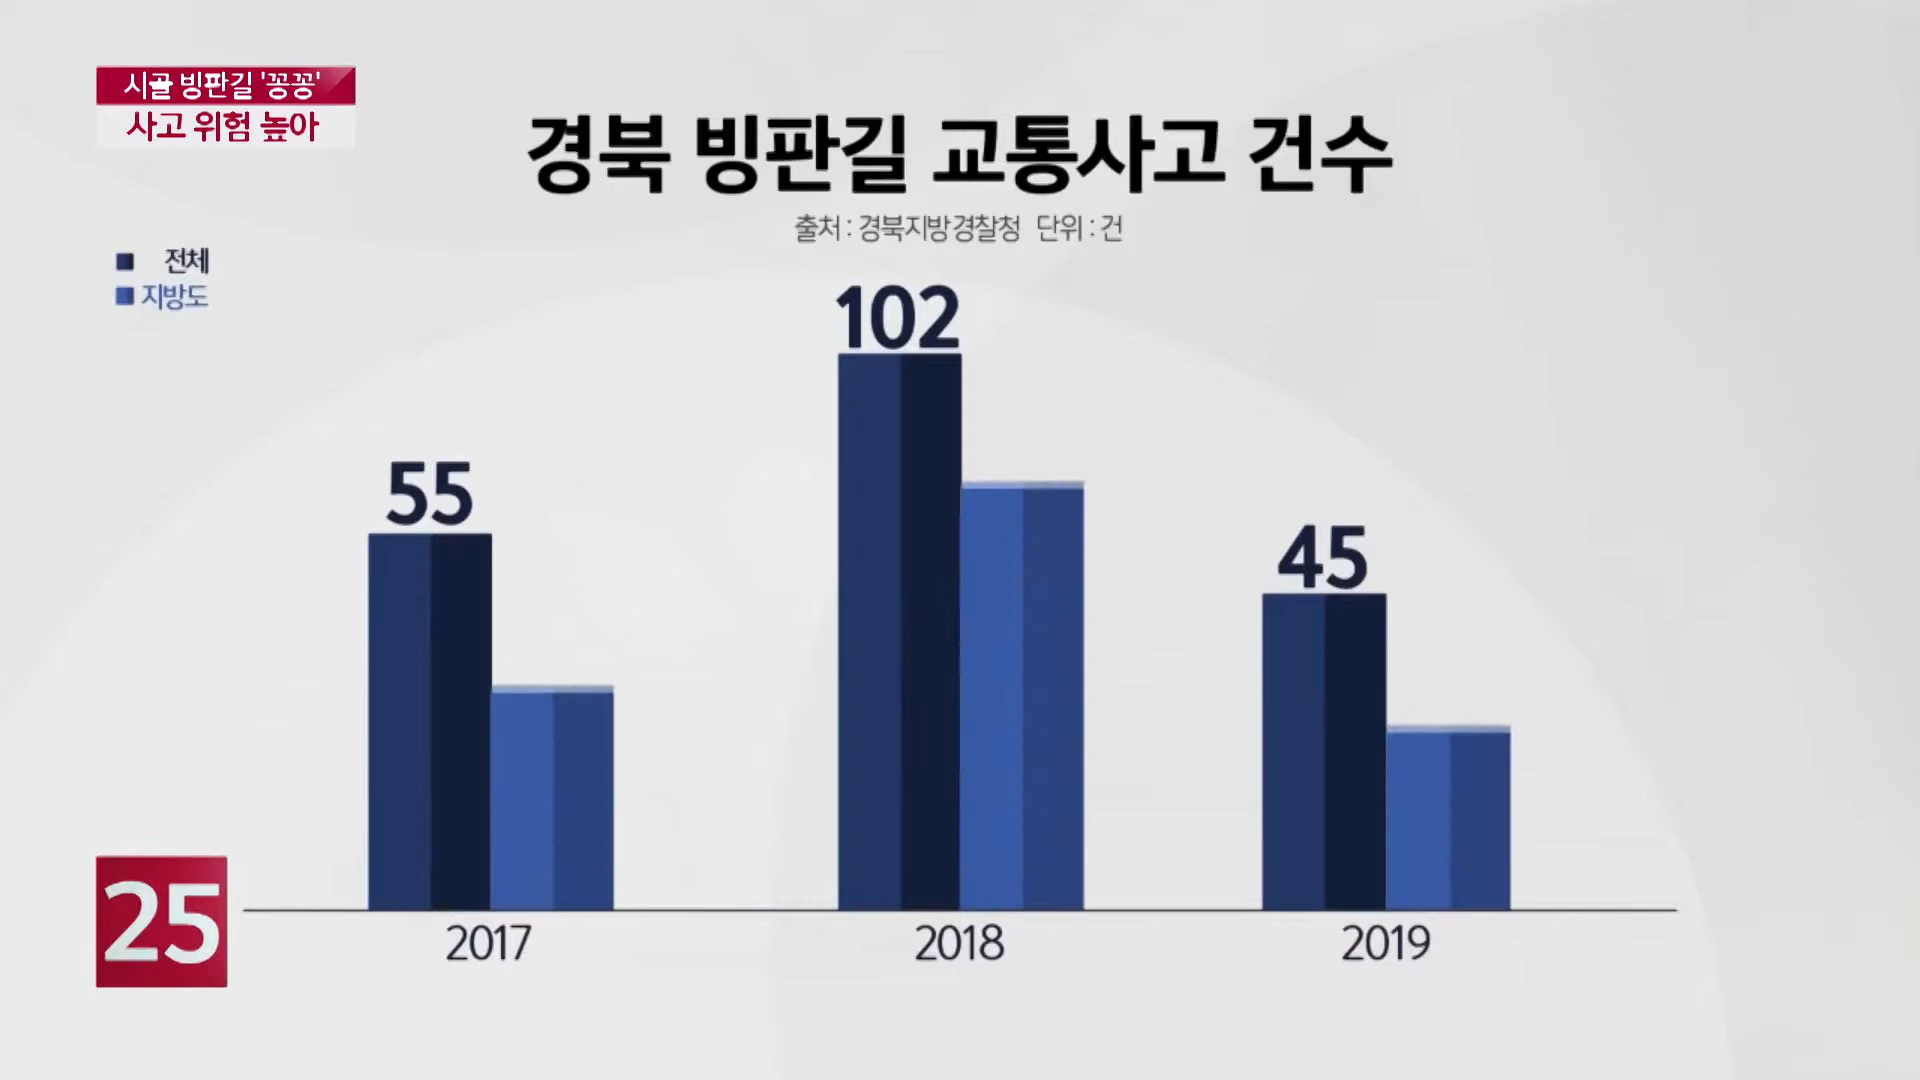 시골 빙판길 '꽁꽁'
사고 위험 높아
경북 빙판길 교통사고 건수
출처 : 경북지방경찰청 단위 : 건
전체
지방도
102
55
45
25
2017
2018
2019